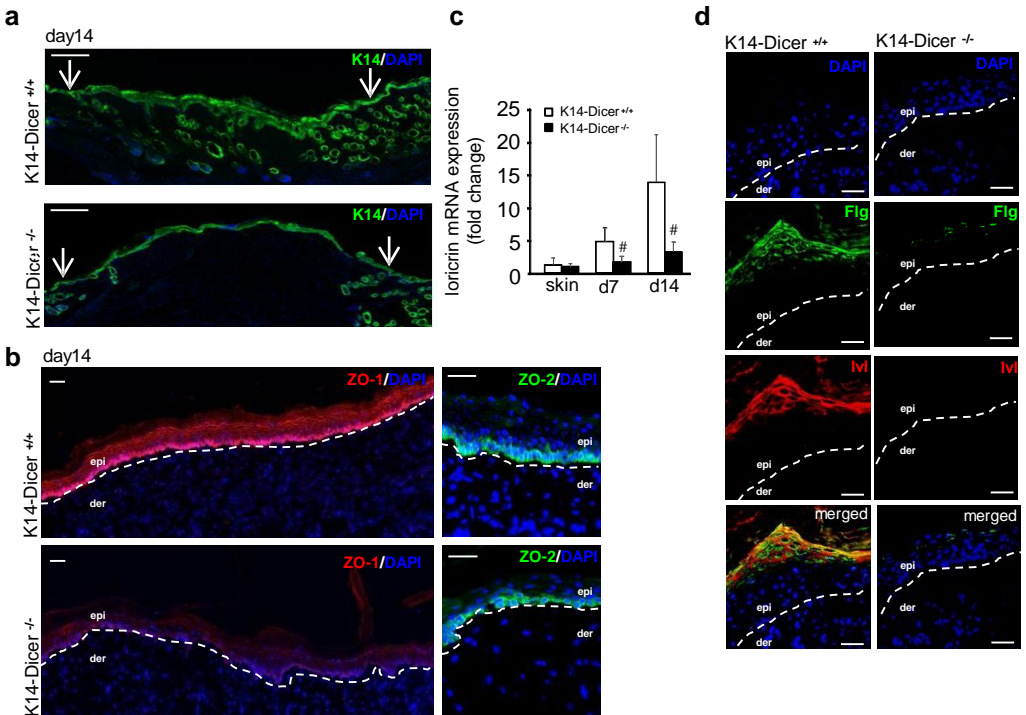 a
day14
K14/DAPI
K14-Dicer +/+
K14/DAPI
K14-Dicer -/-
b
day14
ZO-1/DAPI
epi
der
K14-Dicer +/+
ZO-2/DAPI
epi
der
ZO-1/DAPI
epi
der
K14-Dicer -/-
ZO-2/DAPI
epi
der
c
loricrin mRNA expression
(fold change)
25
20
15
10
5
0
K14-Dicer+/+
K14-Dicer-/-
#
#
skin
d7
d14
d
K14-Dicer +/+
K14-Dicer -/-
DAPI
epi
der
DAPI
epi
der
Flg
epi
der
Flg
epi
der
Ivl
epi
der
Ivl
epi
der
merged
epi
der
merged
epi
der